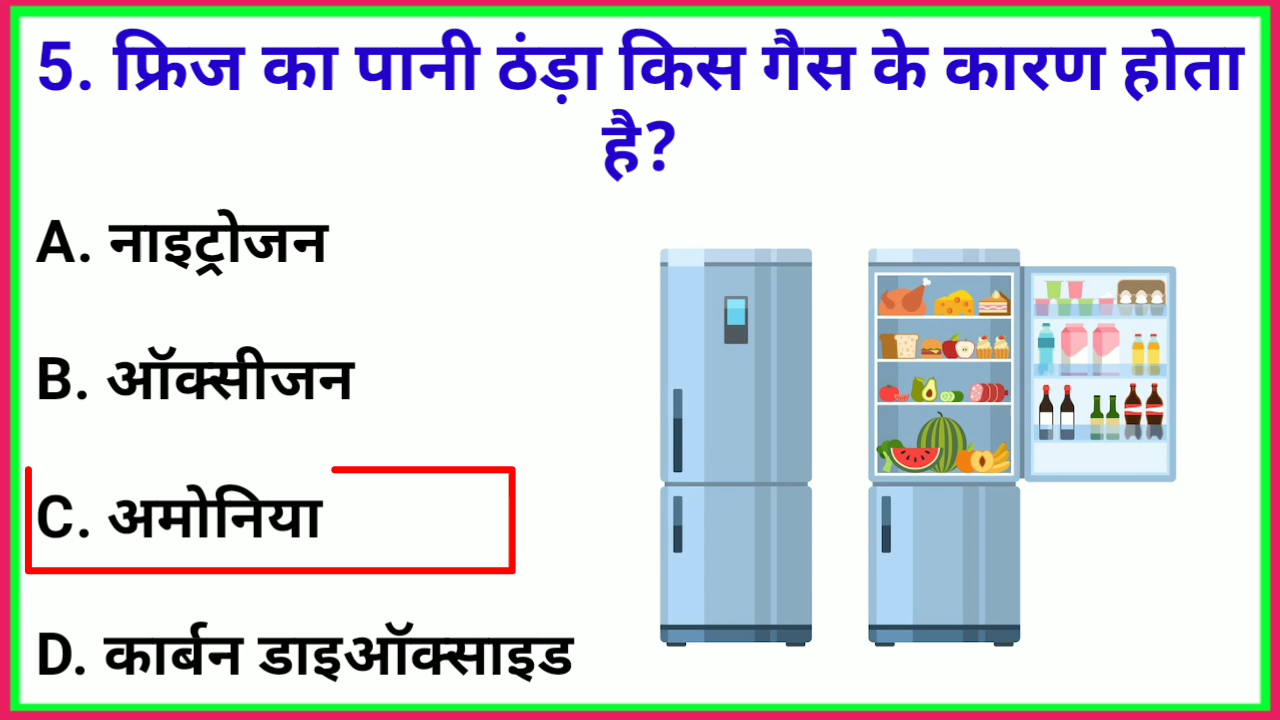 5. फ्रिज का पानी ठंड़ा किस गैस के कारण होता
है?
A. नाइट्रोजन
B. ऑक्सीजन
C. अमोनिया
D. कार्बन डाइऑक्साइड